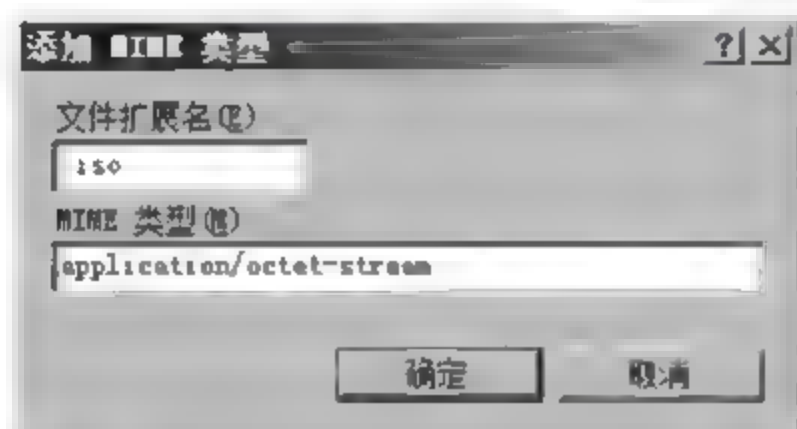 添加 MIME 类型
文件扩展名(E)
.iso
MIME 类型(M)
application/octet-stream
确定
取消